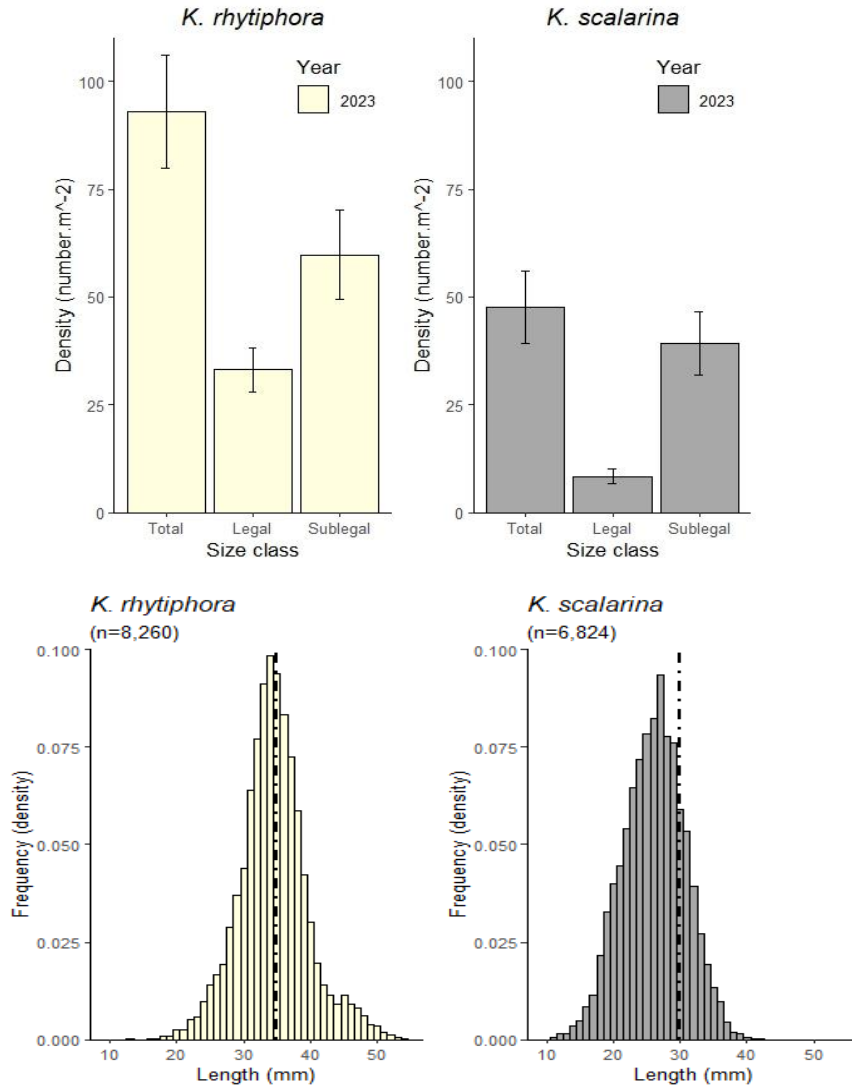 K. rhytiphora
K. scalarina
Year
2023
Year
2023
Density (number.m^-2)
100
75
50
25
0
Total Legal Sublegal
Size class
Density (number.m^-2)
100
75
50
25
0
Total Legal Sublegal
Size class
K. rhytiphora
(n=8,260)
Frequency (density)
0.100
0.075
0.050
0.025
0.000
10 20 30 40 50
Length (mm)
K. scalarina
(n=6,824)
Frequency (density)
0.100
0.075
0.050
0.025
0.000
10 20 30 40 50
Length (mm)